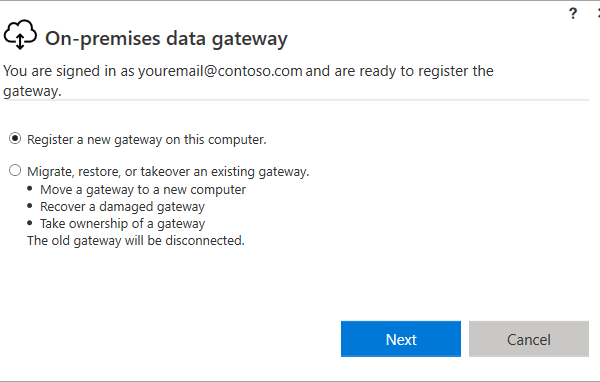 ?
On-premises data gateway
You are signed in as youremail@contoso.com and are ready to register the
gateway.
Register a new gateway on this computer.
Migrate, restore, or takeover an existing gateway.
• Move a gateway to a new computer
• Recover a damaged gateway
• Take ownership of a gateway
The old gateway will be disconnected.
Next
Cancel